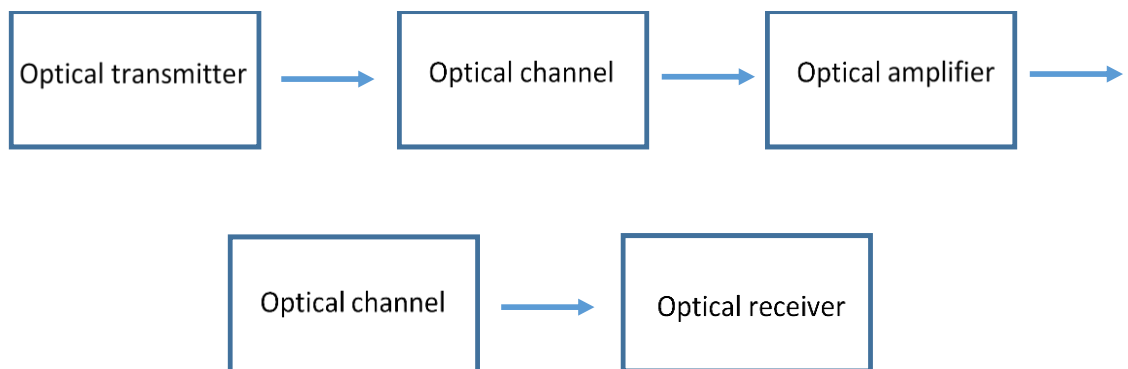 Optical transmitter
Optical channel
Optical amplifier
Optical channel
Optical receiver